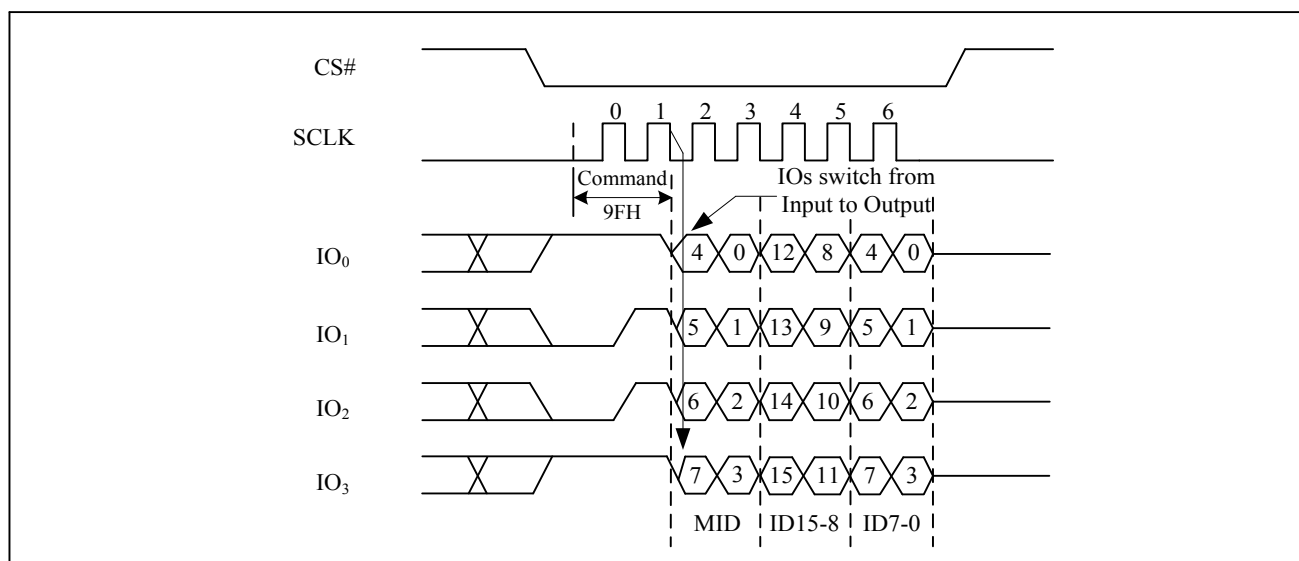 CS#
0 1 2 3 4 5 6
SCLK
Command
9FH
IOs switch from
Input to Output
IO₀
4 0 12 8 4 0
IO₁
5 1 13 9 5 1
IO₂
6 2 14 10 6 2
IO₃
7 3 15 11 7 3
MID ID15-8 ID7-0